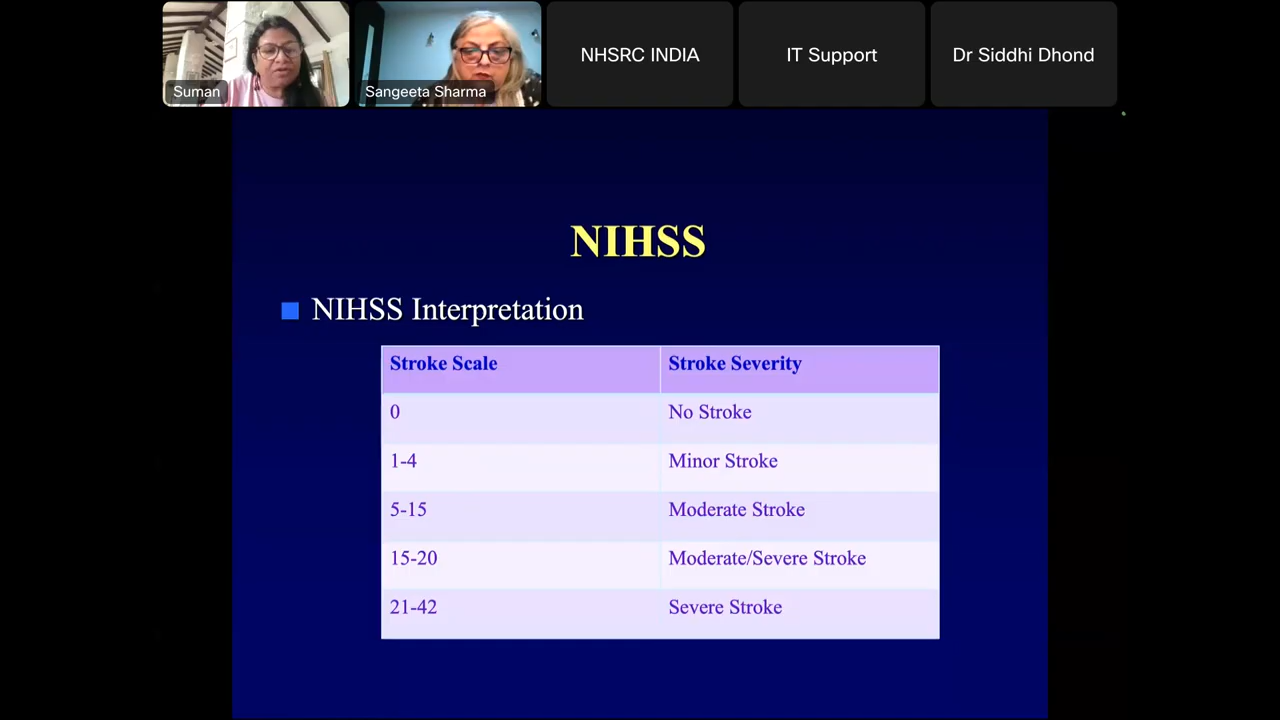 Suman
Sangeeta Sharma
NHSRC INDIA
IT Support
Dr Siddhi Dhond
NIHSS
NIHSS Interpretation
Stroke Scale Stroke Severity
0 No Stroke
1-4 Minor Stroke
5-15 Moderate Stroke
15-20 Moderate/Severe Stroke
21-42 Severe Stroke